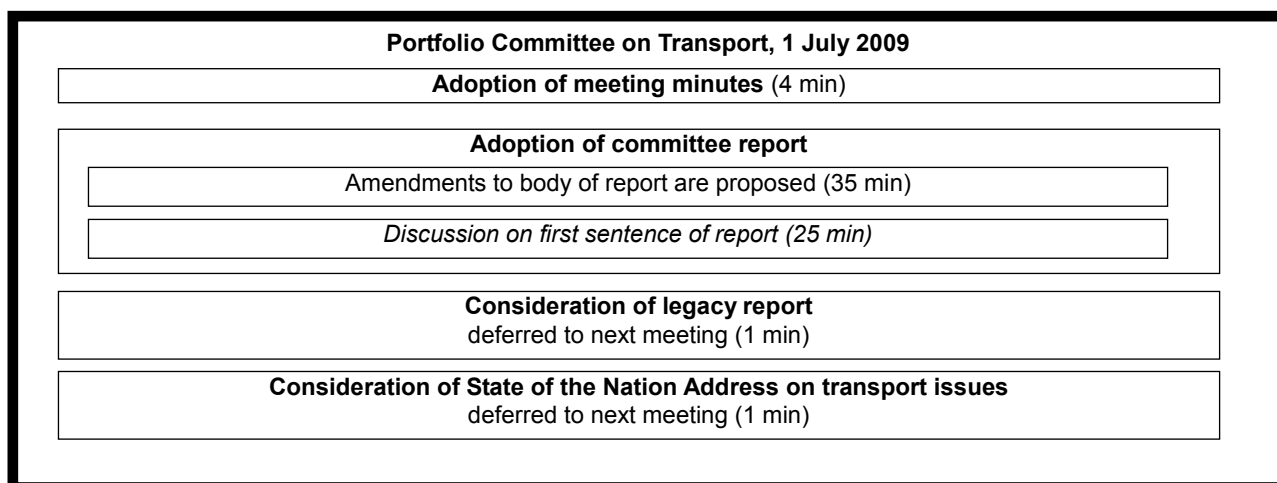 Portfolio Committee on Transport, 1 July 2009
Adoption of meeting minutes (4 min)
Adoption of committee report
Amendments to body of report are proposed (35 min)
Discussion on first sentence of report (25 min)
Consideration of legacy report
deferred to next meeting (1 min)
Consideration of State of the Nation Address on transport issues
deferred to next meeting (1 min)